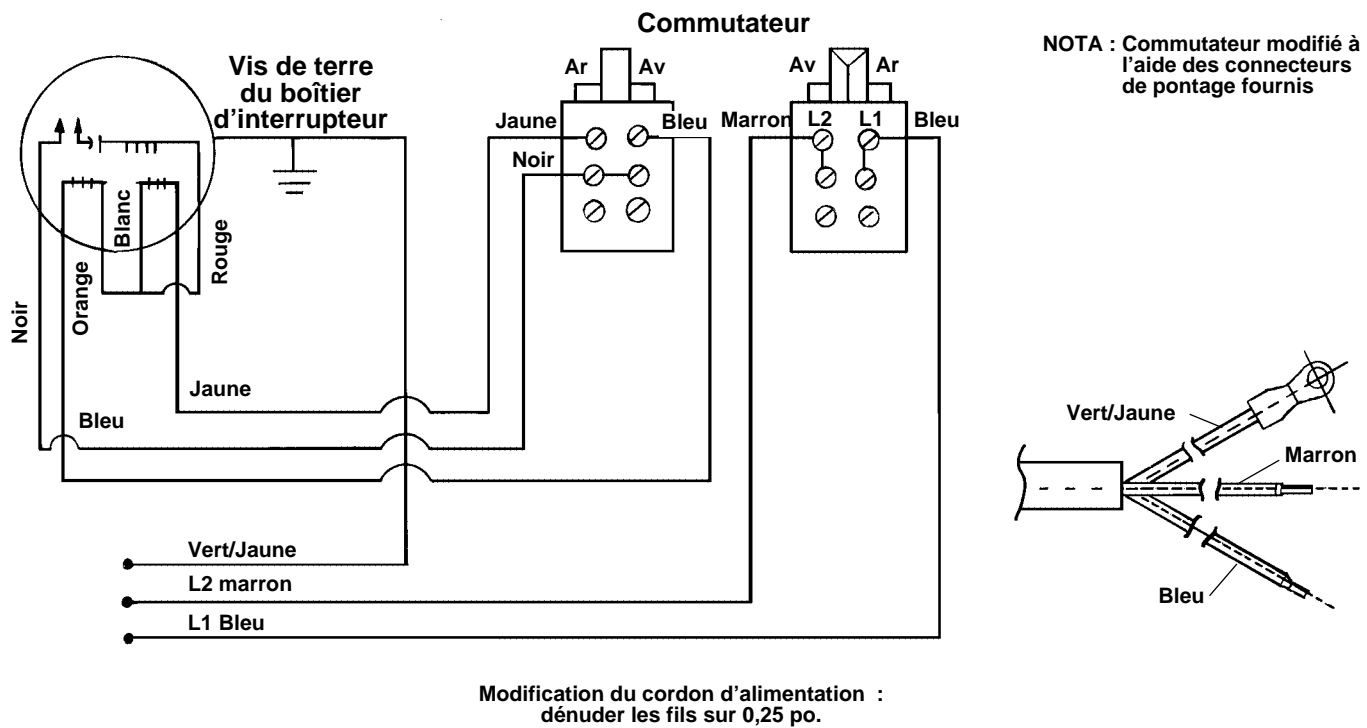 Commutateur
NOTA : Commutateur modifié à
l'aide des connecteurs
de pontage fournis
Vis de terre
du boîtier
d'interrupteur
Ar
Av
Av
Ar
Jaune
Bleu
Marron
L2
L1
Bleu
Noir
Blanc
Rouge
Orange
Noir
Jaune
Bleu
Vert/Jaune
Marron
Bleu
Vert/Jaune
L2 marron
L1 Bleu
Modification du cordon d'alimentation :
dénuder les fils sur 0,25 po.